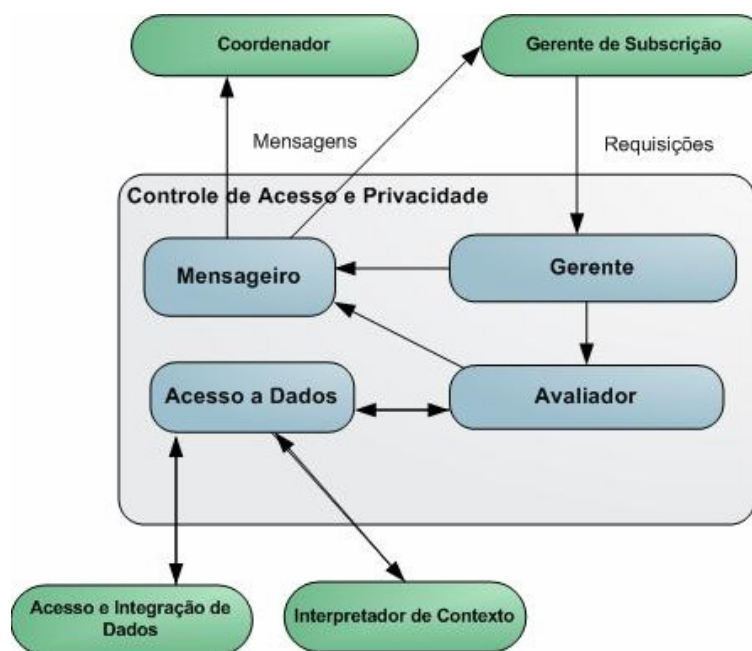 Coordenador
Gerente de Subscrição
Mensagens
Requisições
Controle de Acesso e Privacidade
Mensageiro
Gerente
Acesso a Dados
Avaliador
Acesso e Integração de
Dados
Interpretador de Contexto